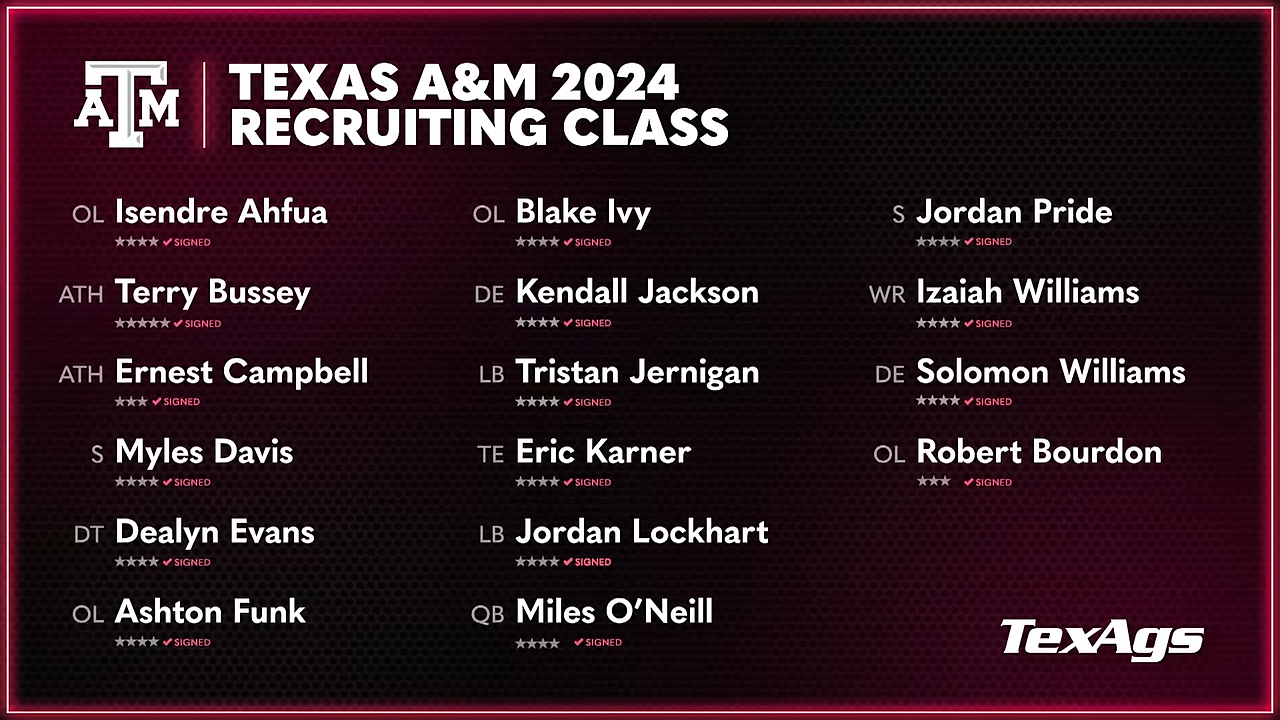 ATM
TEXAS A&M 2024
RECRUITING CLASS
OL Isendre Ahfua
★★★★ ✔SIGNED
ATH Terry Bussey
★★★★★ ✔SIGNED
ATH Ernest Campbell
★★★ ✔SIGNED
S Myles Davis
★★★★ ✔SIGNED
DT Dealyn Evans
★★★★ ✔SIGNED
OL Ashton Funk
★★★★ ✔SIGNED
OL Blake Ivy
★★★★ ✔SIGNED
DE Kendall Jackson
★★★★ ✔SIGNED
LB Tristan Jernigan
★★★★ ✔SIGNED
TE Eric Karner
★★★★ ✔SIGNED
LB Jordan Lockhart
★★★★ ✔SIGNED
QB Miles O’Neill
★★★★ ✔SIGNED
S Jordan Pride
★★★★ ✔SIGNED
WR Izaiah Williams
★★★★ ✔SIGNED
DE Solomon Williams
★★★★ ✔SIGNED
OL Robert Bourdon
★★★ ✔SIGNED
TexAgs